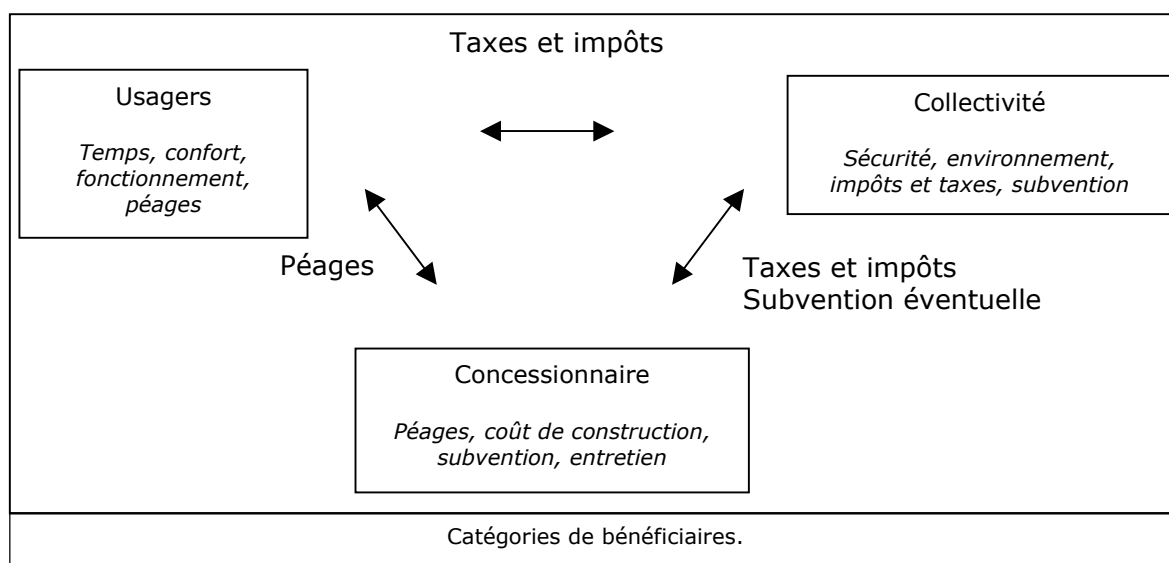 Taxes et impôts
Usagers
Temps, confort,
fonctionnement,
péages
Collectivité
Sécurité, environnement,
impôts et taxes, subvention
Péages
Taxes et impôts
Subvention éventuelle
Concessionnaire
Péages, coût de construction,
subvention, entretien
Catégories de bénéficiaires.